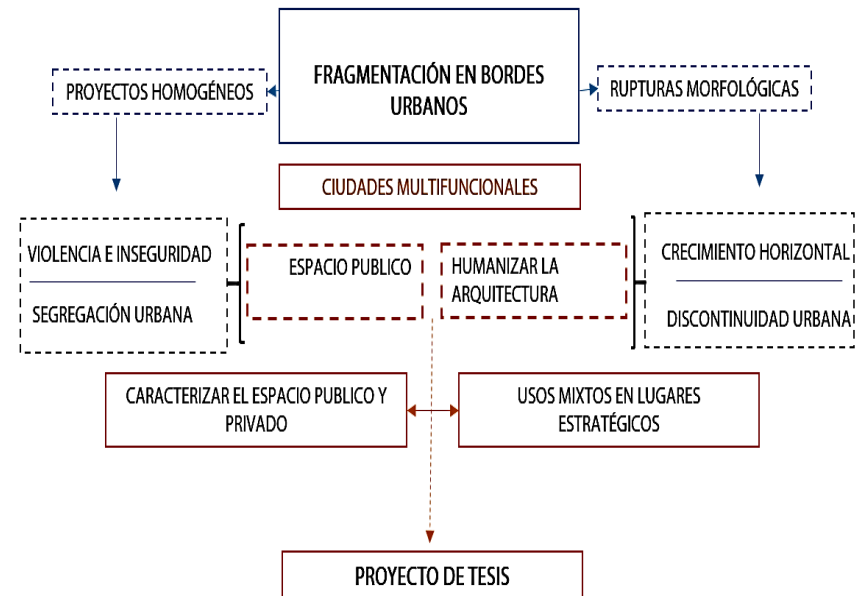 FRAGMENTACIÓN EN BORDES
URBANOS
PROYECTOS HOMOGÉNEOS
RUPTURAS MORFOLÓGICAS
CIUDADES MULTIFUNCIONALES
VIOLENCIA E INSEGURIDAD
SEGREGACIÓN URBANA
ESPACIO PUBLICO
HUMANIZAR LA
ARQUITECTURA
CRECIMIENTO HORIZONTAL
DISCONTINUIDAD URBANA
CARACTERIZAR EL ESPACIO PUBLICO Y
PRIVADO
USOS MIXTOS EN LUGARES
ESTRATÉGICOS
PROYECTO DE TESIS